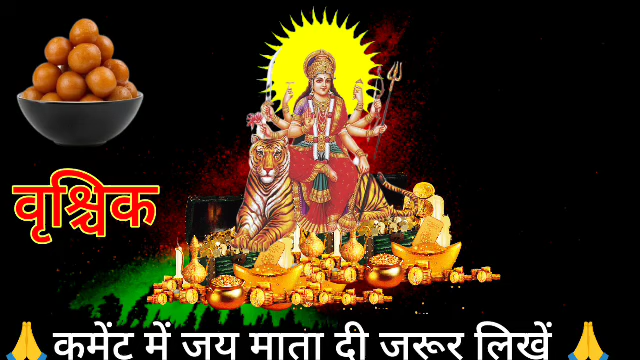 वृश्चिक
🙏 कमेंट में जय माता दी जरूर लिखें 🙏